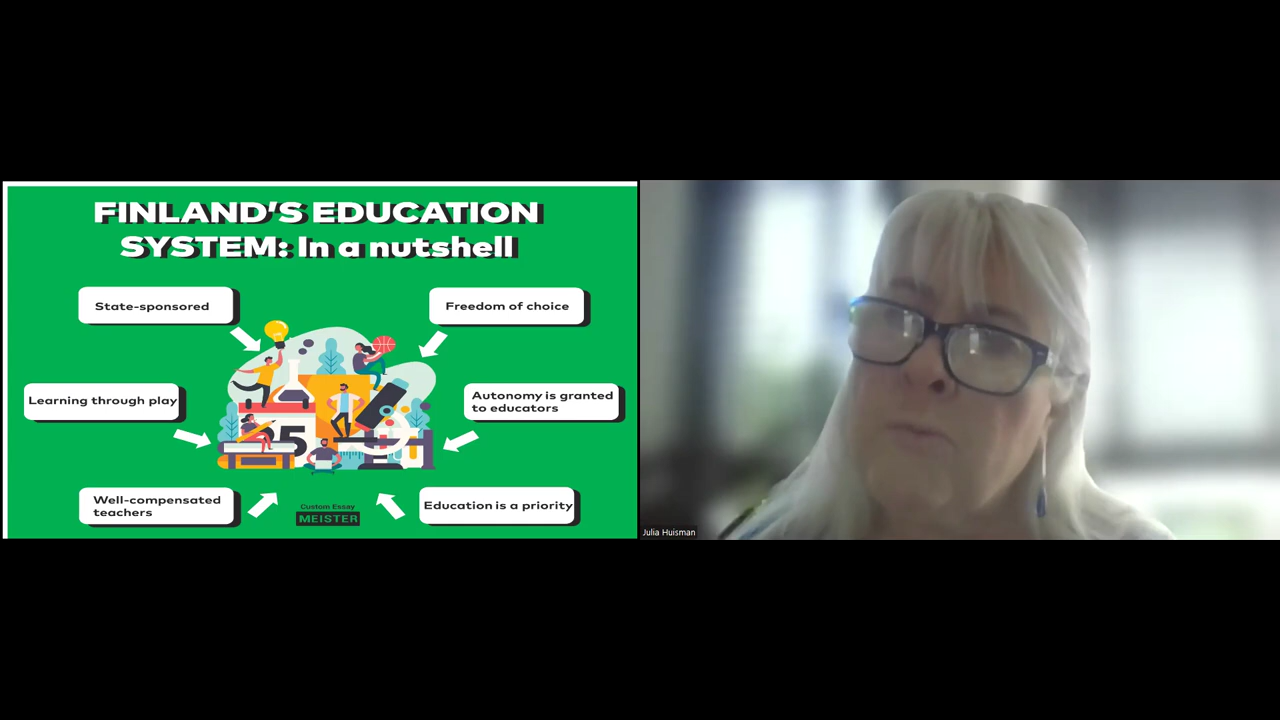 FINLAND'S EDUCATION
SYSTEM: In a nutshell
State-sponsored
Freedom of choice
Learning through play
Autonomy is granted
to educators
Well-compensated
teachers
Education is a priority
Custom Essay
MEISTER
25
Julia Huisman